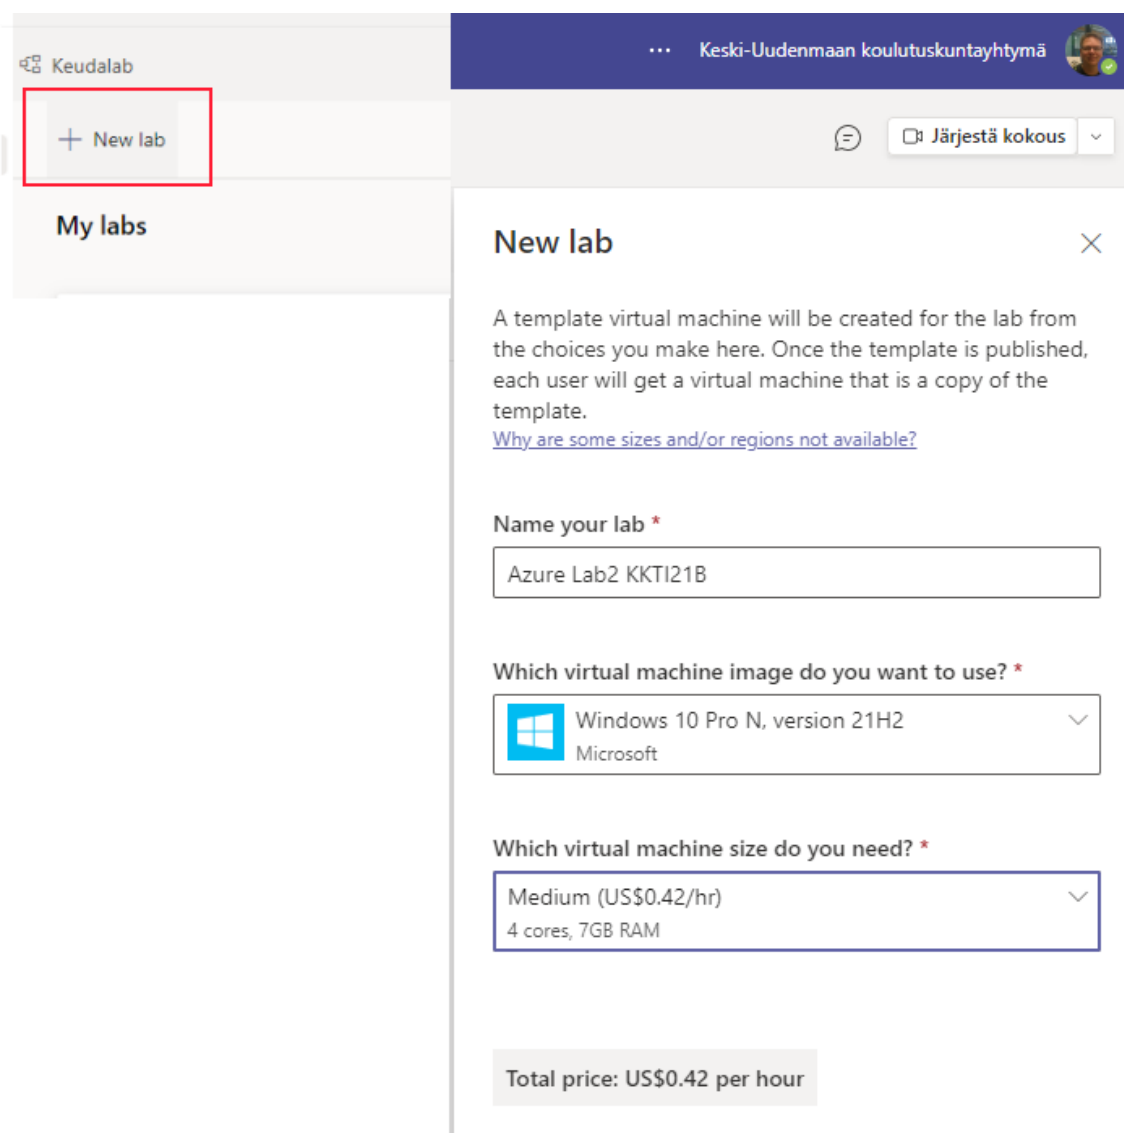 Keudalab
New lab
My labs
Keski-Uudenmaan koulutuskuntayhtymä
Järjestä kokous
New lab
A template virtual machine will be created for the lab from
the choices you make here. Once the template is published,
each user will get a virtual machine that is a copy of the
template.
Why are some sizes and/or regions not available?
Name your lab *
Azure Lab2 KKTI21B
Which virtual machine image do you want to use? *
Windows 10 Pro N, version 21H2
Microsoft
Which virtual machine size do you need? *
Medium (US$0.42/hr)
4 cores, 7GB RAM
Total price: US$0.42 per hour